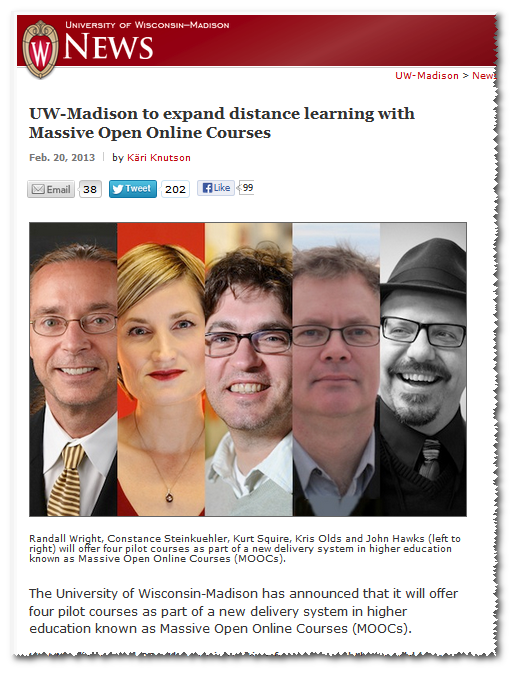 UNIVERSITY OF WISCONSIN–MADISON
NEWS
W
UW-Madison > News
UW-Madison to expand distance learning with
Massive Open Online Courses
Feb. 20, 2013 | by Käri Knutson
Email 38 Tweet 202 Like 99
Randall Wright, Constance Steinkuehler, Kurt Squire, Kris Olds and John Hawks (left to
right) will offer four pilot courses as part of a new delivery system in higher education
known as Massive Open Online Courses (MOOCs).
The University of Wisconsin-Madison has announced that it will offer
four pilot courses as part of a new delivery system in higher
education known as Massive Open Online Courses (MOOCs).